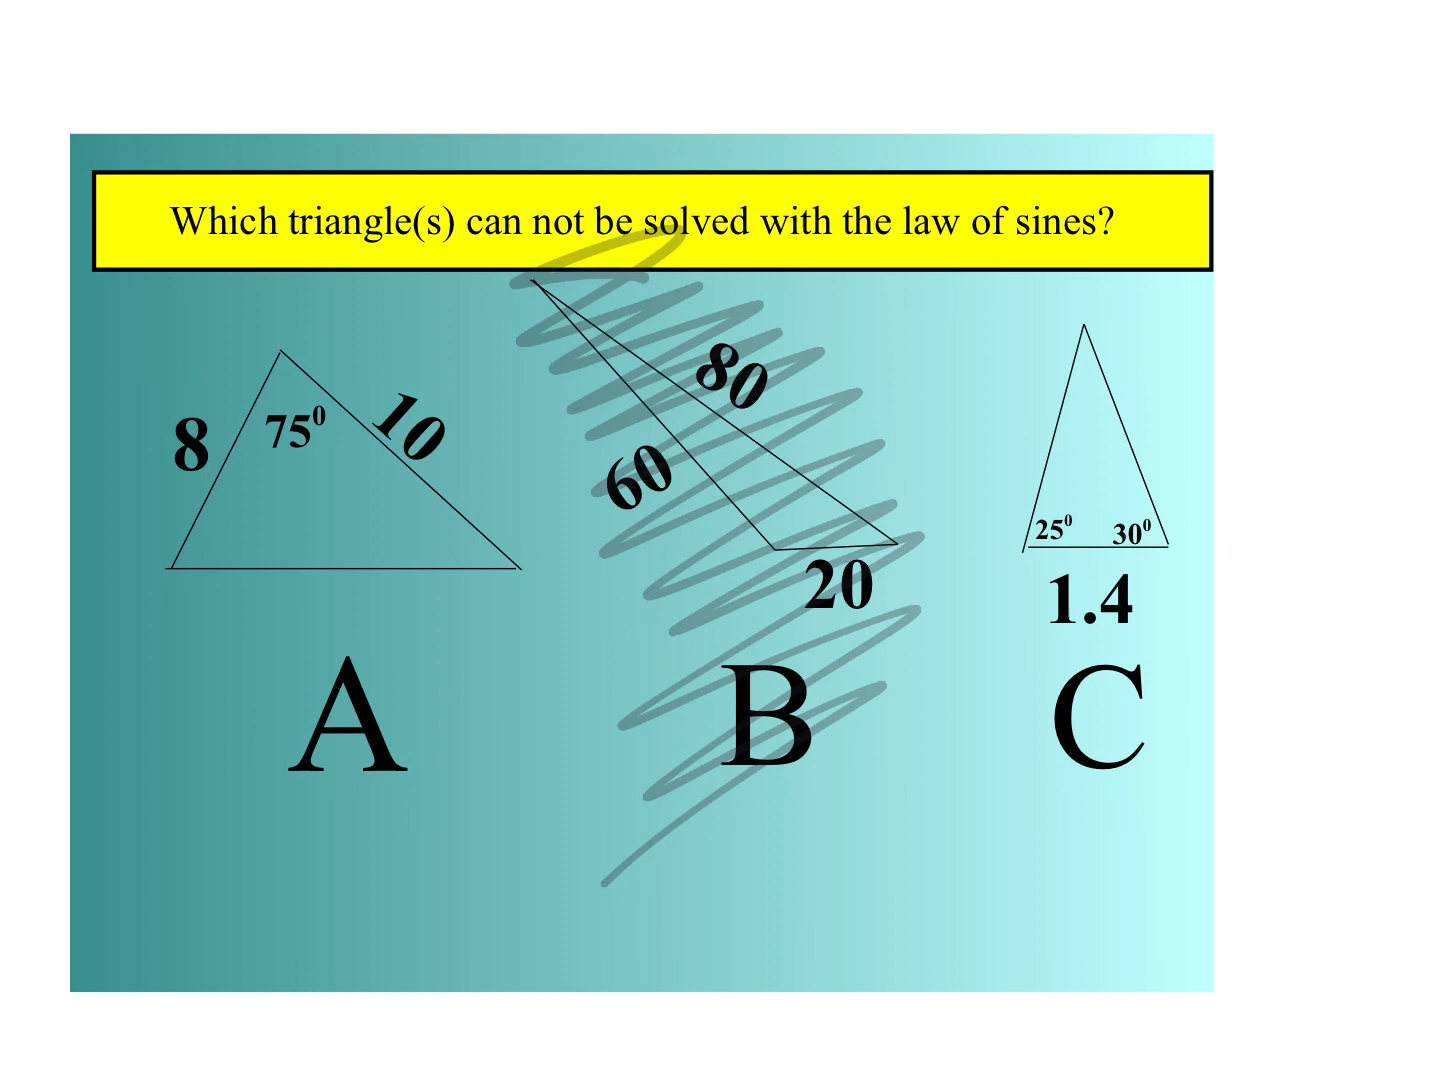 Which triangle(s) can not be solved with the law of sines?
8
75⁰
10
80
60
20
25⁰
30⁰
1.4
A
B
C